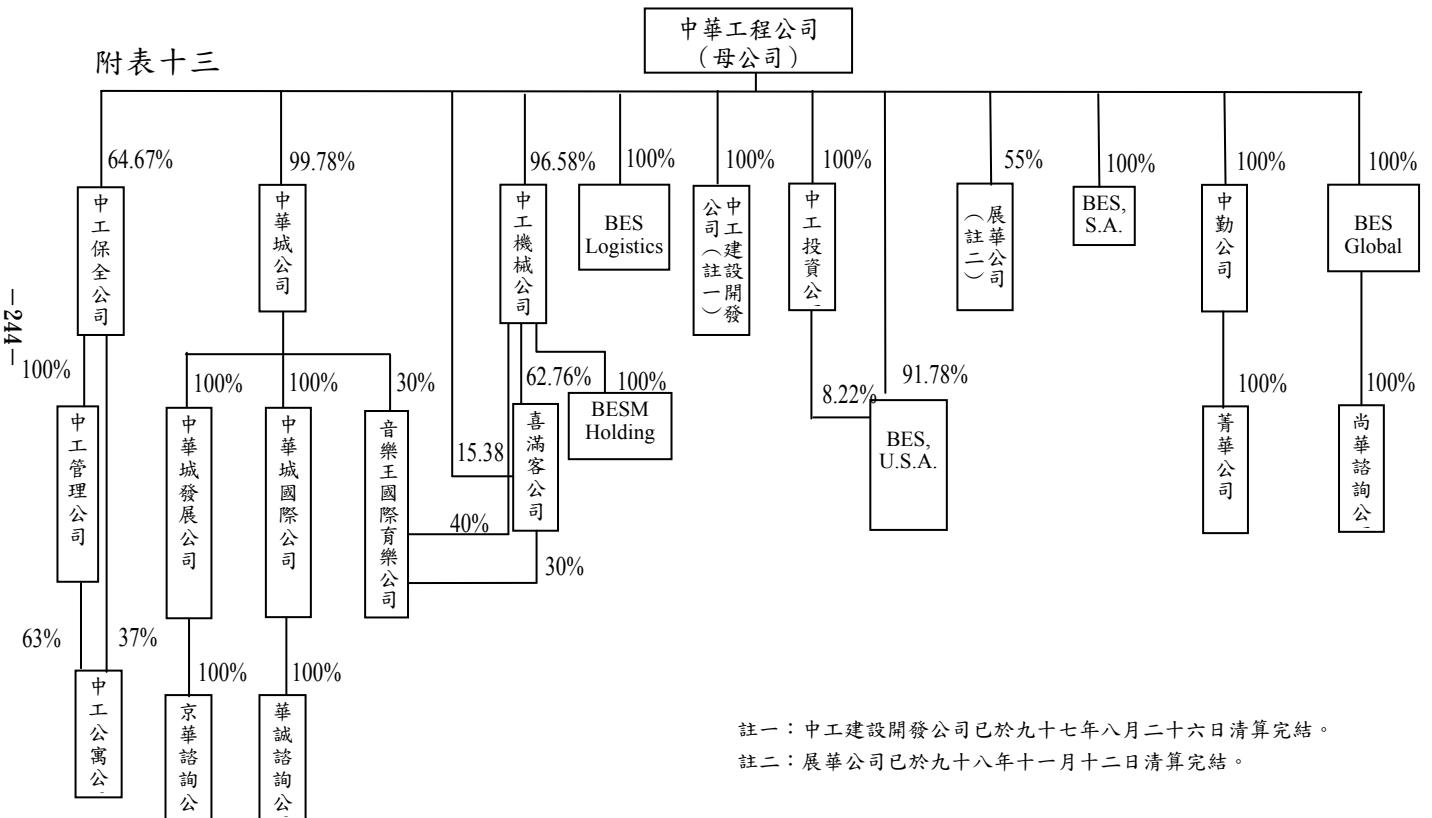 附表十三
中華工程公司
（母公司）
64.67%
99.78%
96.58%
100%
100%
100%
55%
100%
100%
100%
中工保全公司
中華城公司
中工機械公司
BES
Logistics
中工建設開發
公司（註一）
中工投資公
展華公司
（註二）
BES,
S.A.
中勤公司
BES
Global
－244－
100%
100%
100%
30%
15.38
62.76%
100%
8.22%
91.78%
100%
100%
中工管理公司
中華城發展公司
中華城國際公司
音樂王國際育樂公司
喜滿客公司
BESM
Holding
BES,
U.S.A.
菁華公司
尚華諮詢公
40%
30%
63%
37%
100%
100%
中工公寓公
京華諮詢公
華誠諮詢公
註一：中工建設開發公司已於九十七年八月二十六日清算完結。
註二：展華公司已於九十八年十一月十二日清算完結。